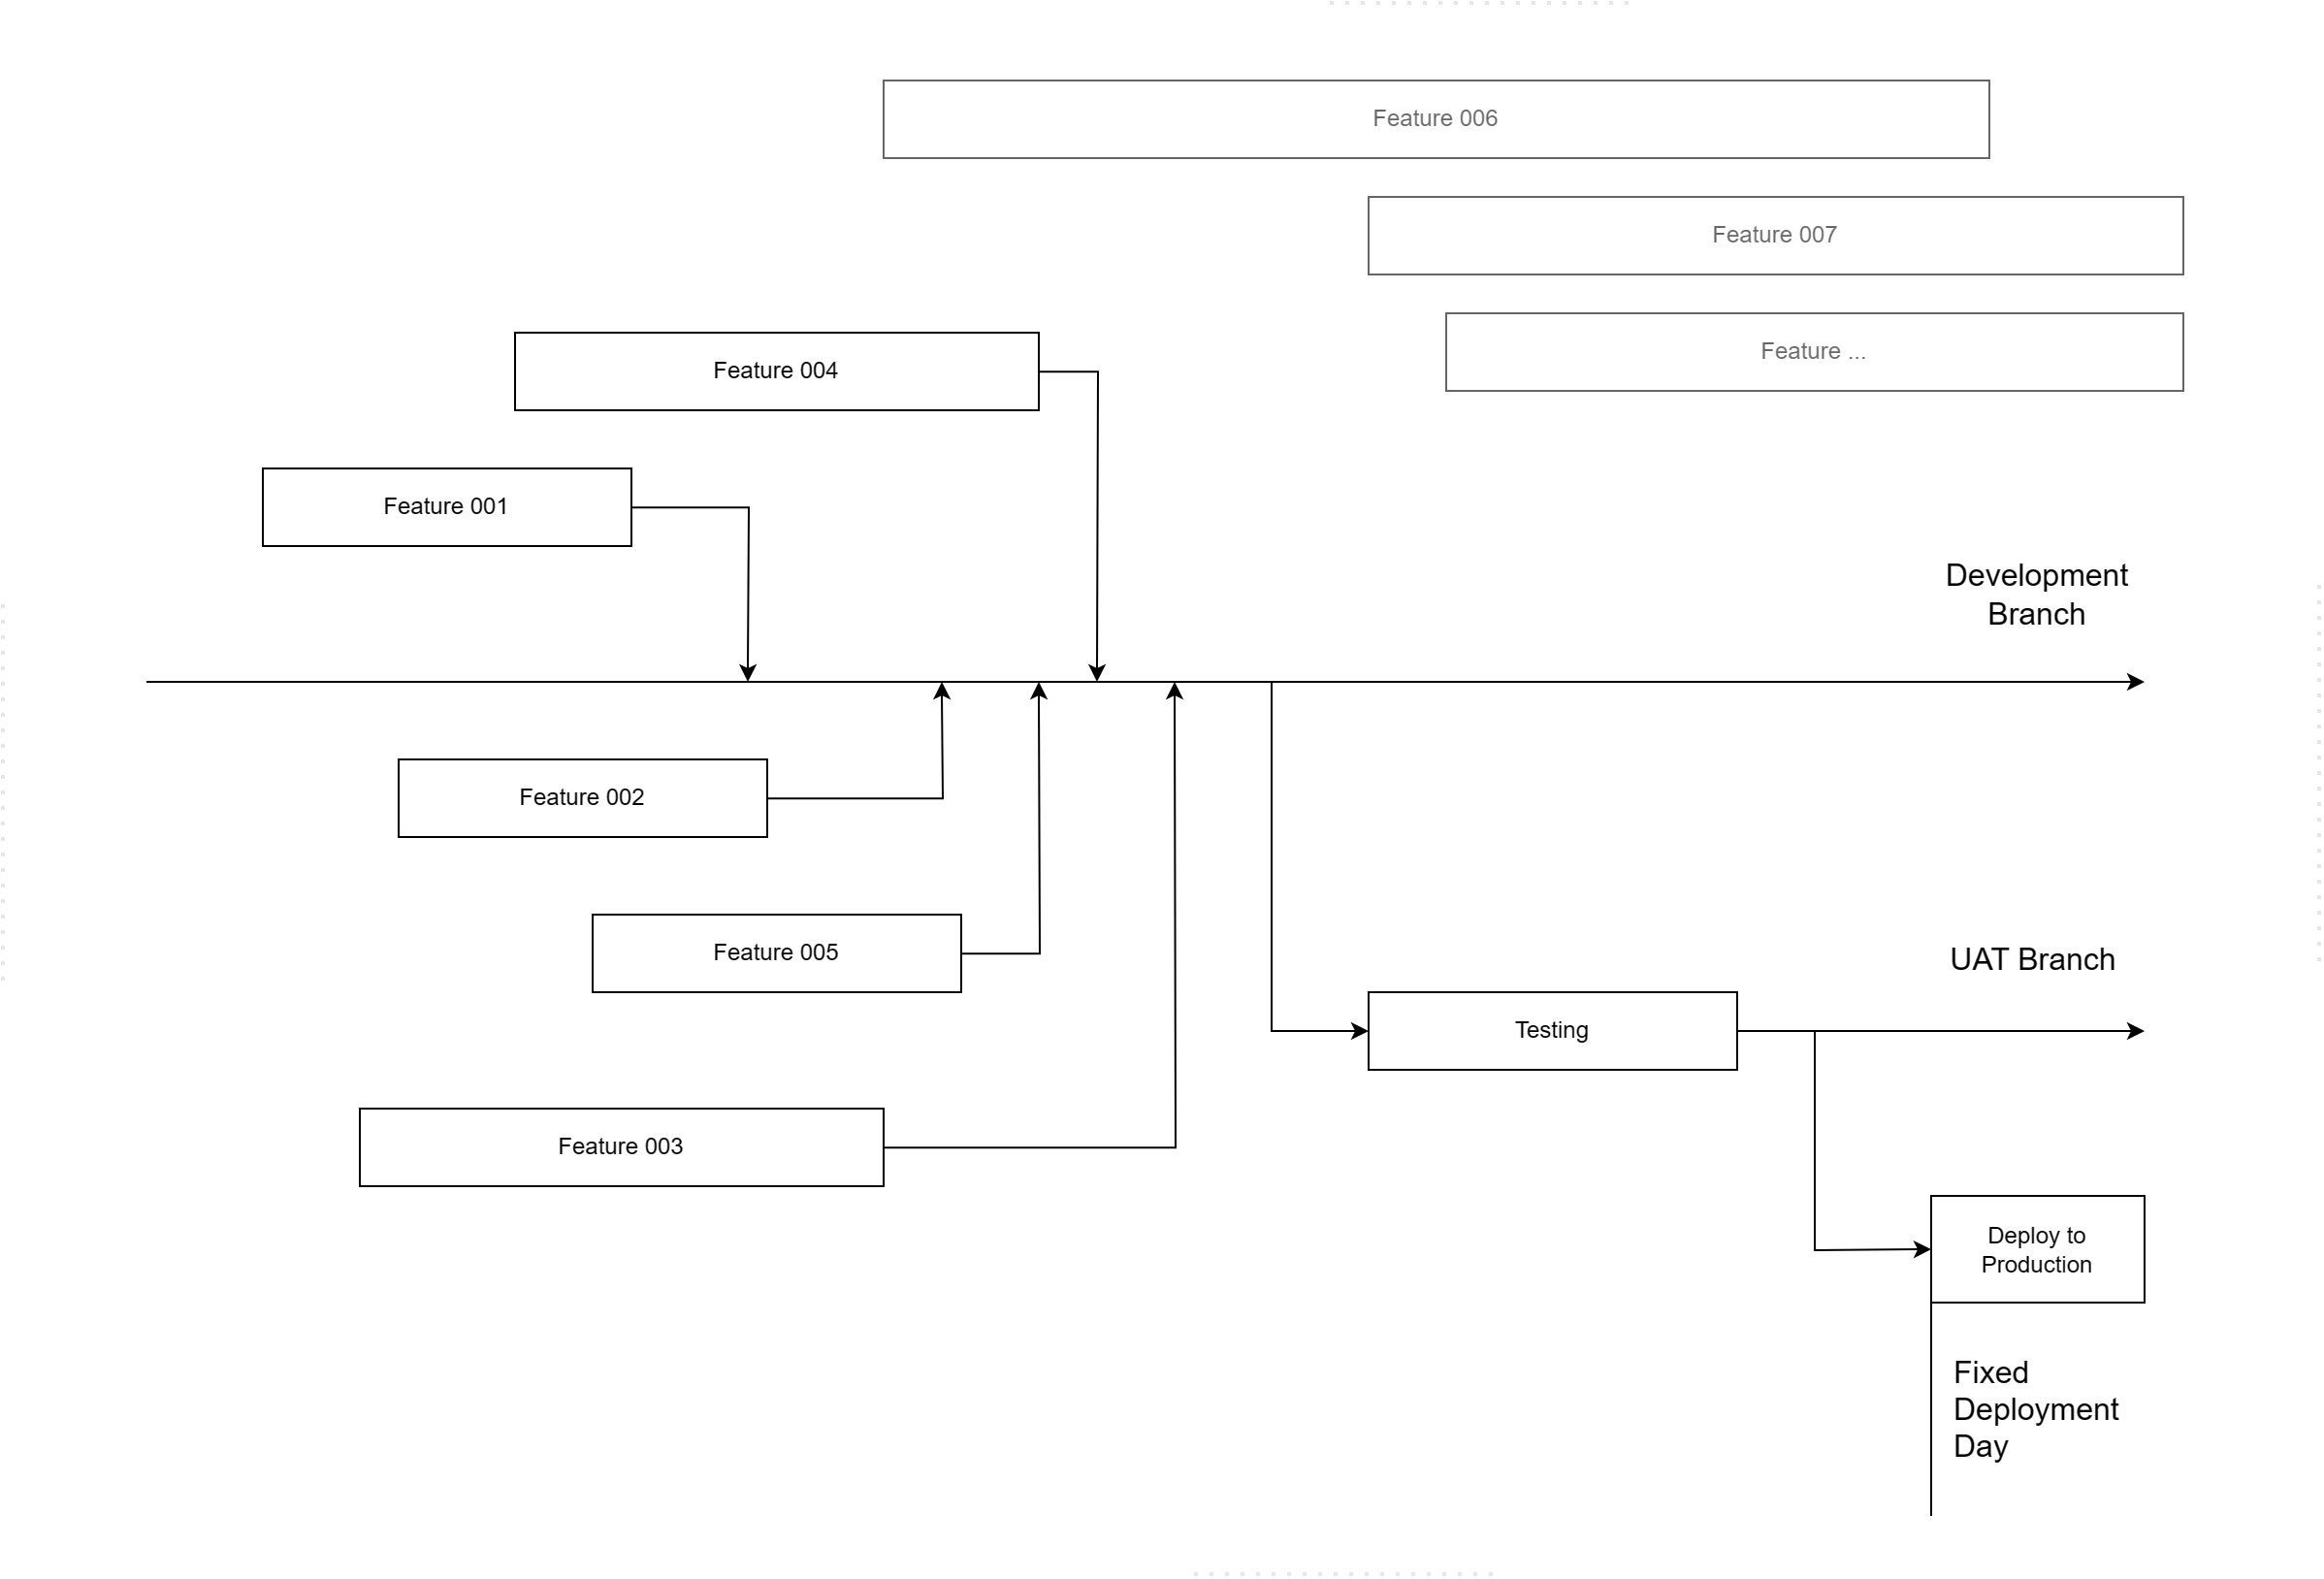 Feature 006
Feature 007
Feature ...
Feature 004
Feature 001
Development
Branch
Feature 002
Feature 005
UAT Branch
Testing
Feature 003
Deploy to
Production
Fixed
Deployment
Day